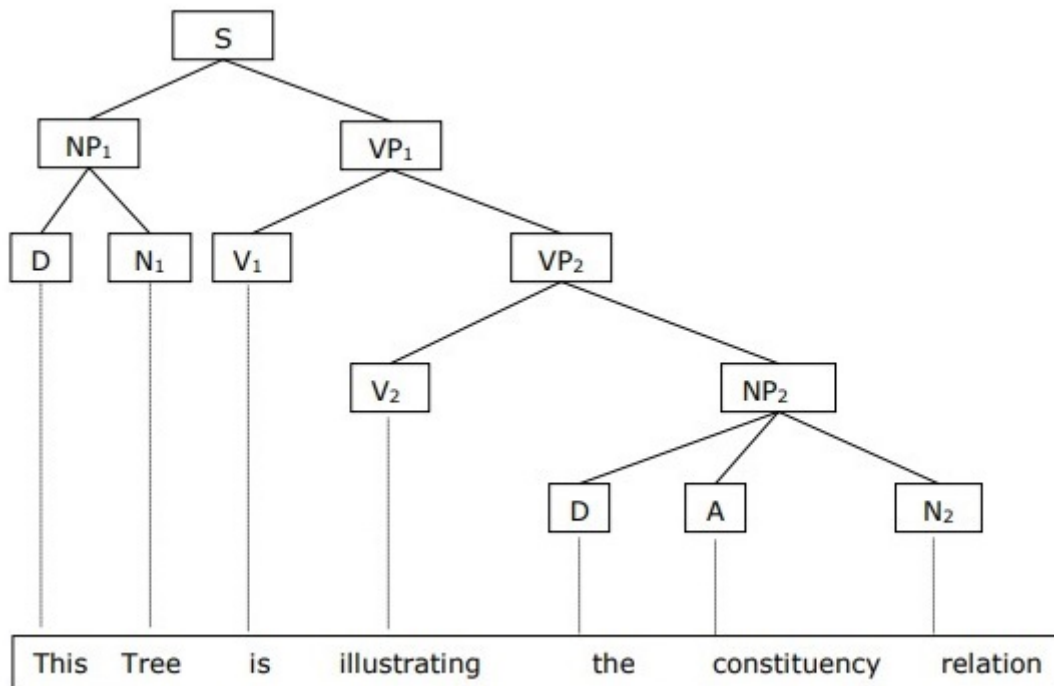 S
NP₁ VP₁
D N₁ V₁ VP₂
V₂ NP₂
D A N₂
This Tree is illustrating the constituency relation